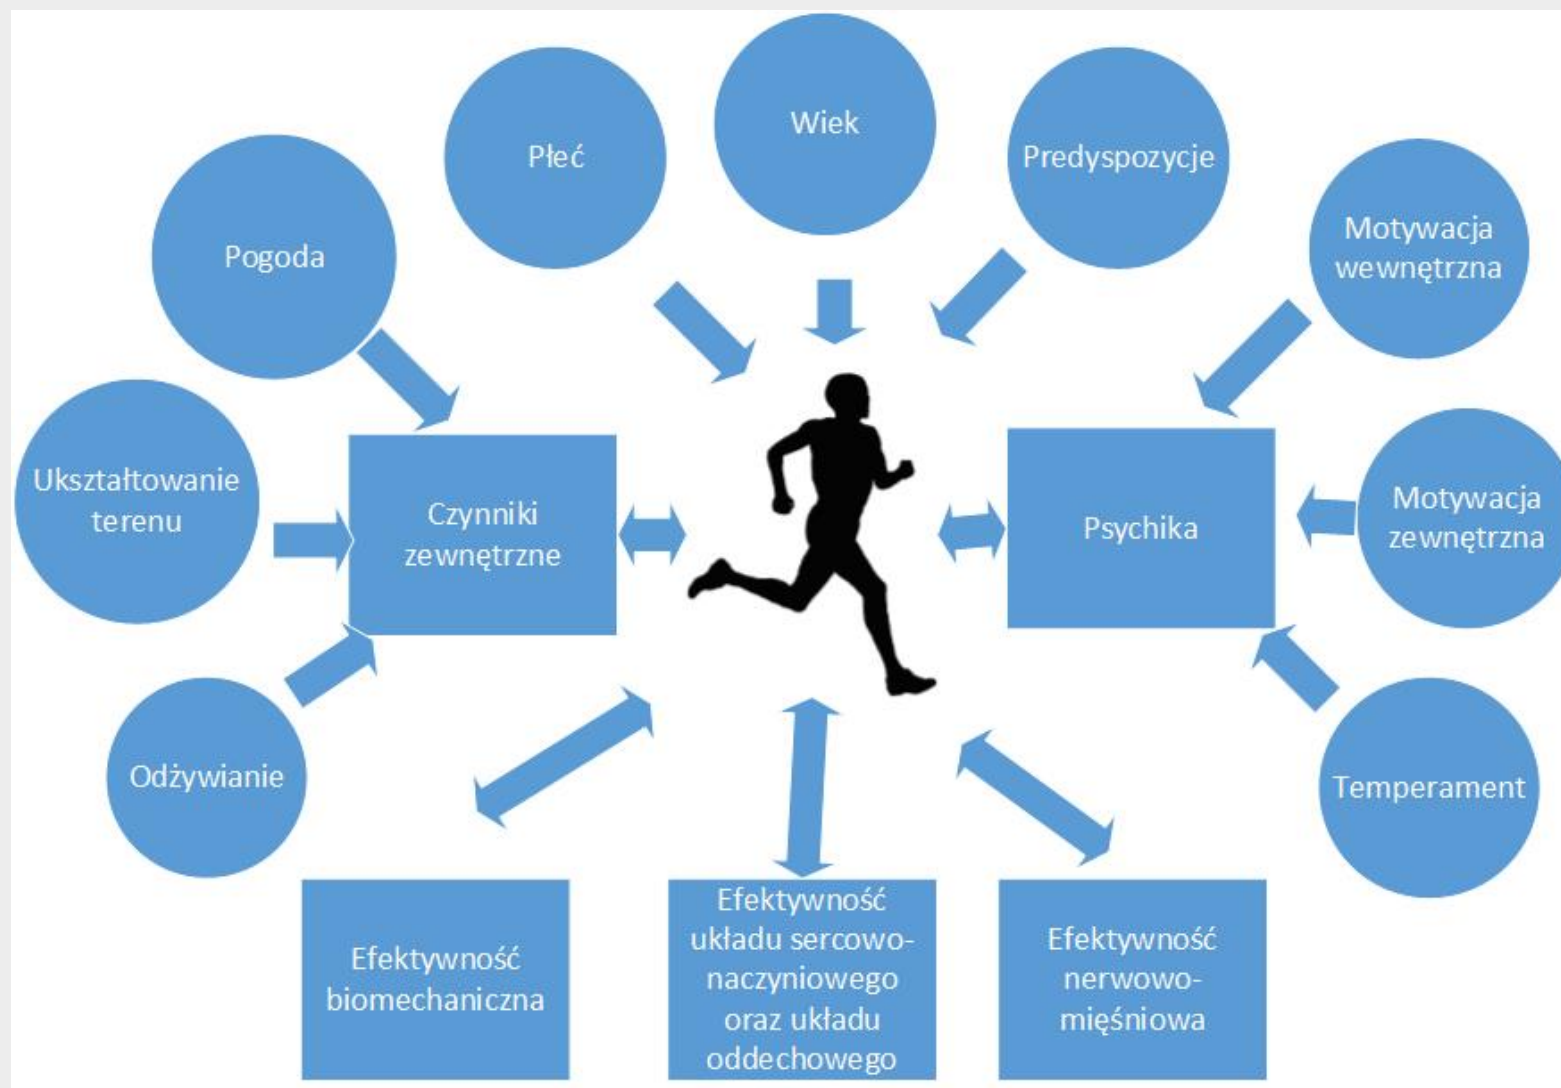 Wiek
Płeć
Predyspozycje
Pogoda
Motywacja
wewnętrzna
Ukształtowanie
terenu
Czynniki
zewnętrzne
Psychika
Motywacja
zewnętrzna
Odżywianie
Temperament
Efektywność
biomechaniczna
Efektywność
układu sercowo-
naczyniowego
oraz układu
oddechowego
Efektywność
nerwowo-
mięśniowa